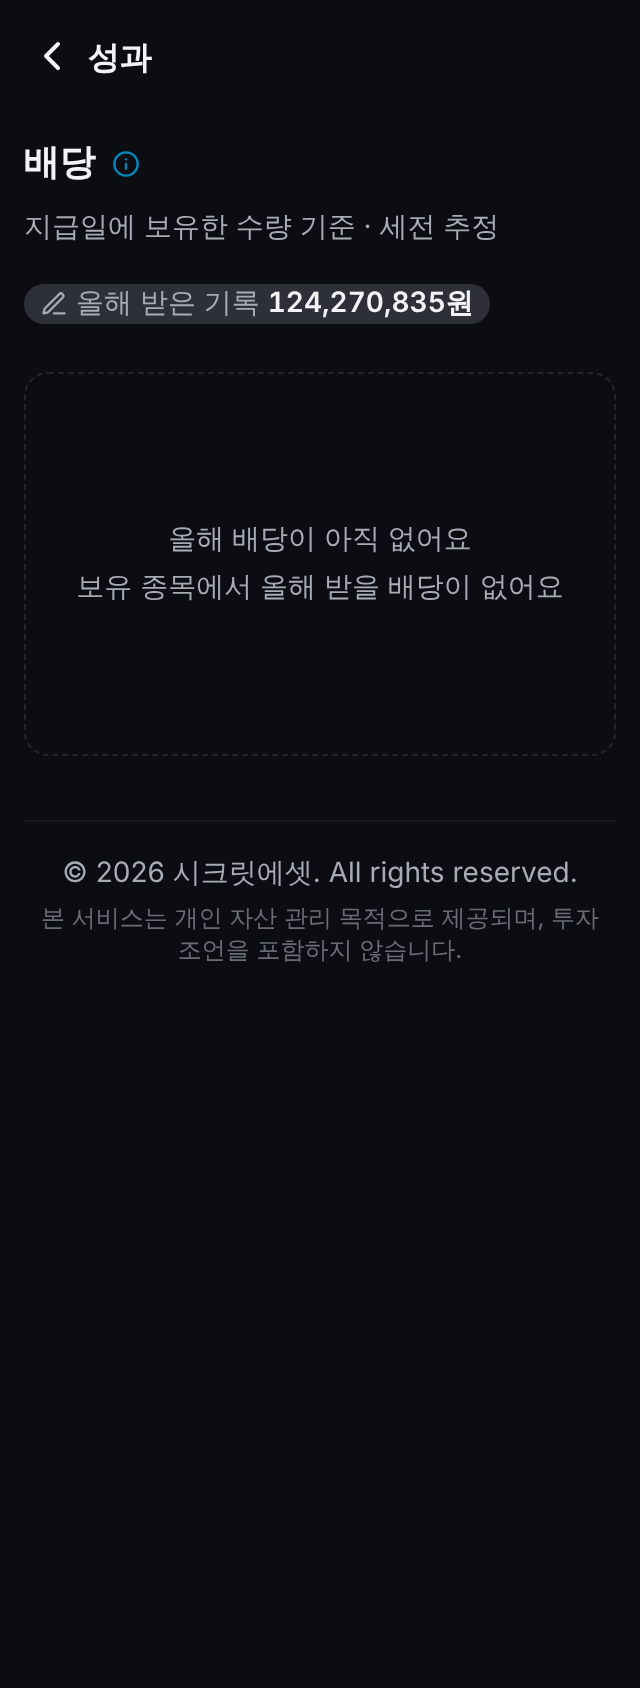 성과
배당
지급일에 보유한 수량 기준 · 세전 추정
올해 받은 기록 124,270,835원
올해 배당이 아직 없어요
보유 종목에서 올해 받을 배당이 없어요
© 2026 시크릿에셋. All rights reserved.
본 서비스는 개인 자산 관리 목적으로 제공되며, 투자
조언을 포함하지 않습니다.